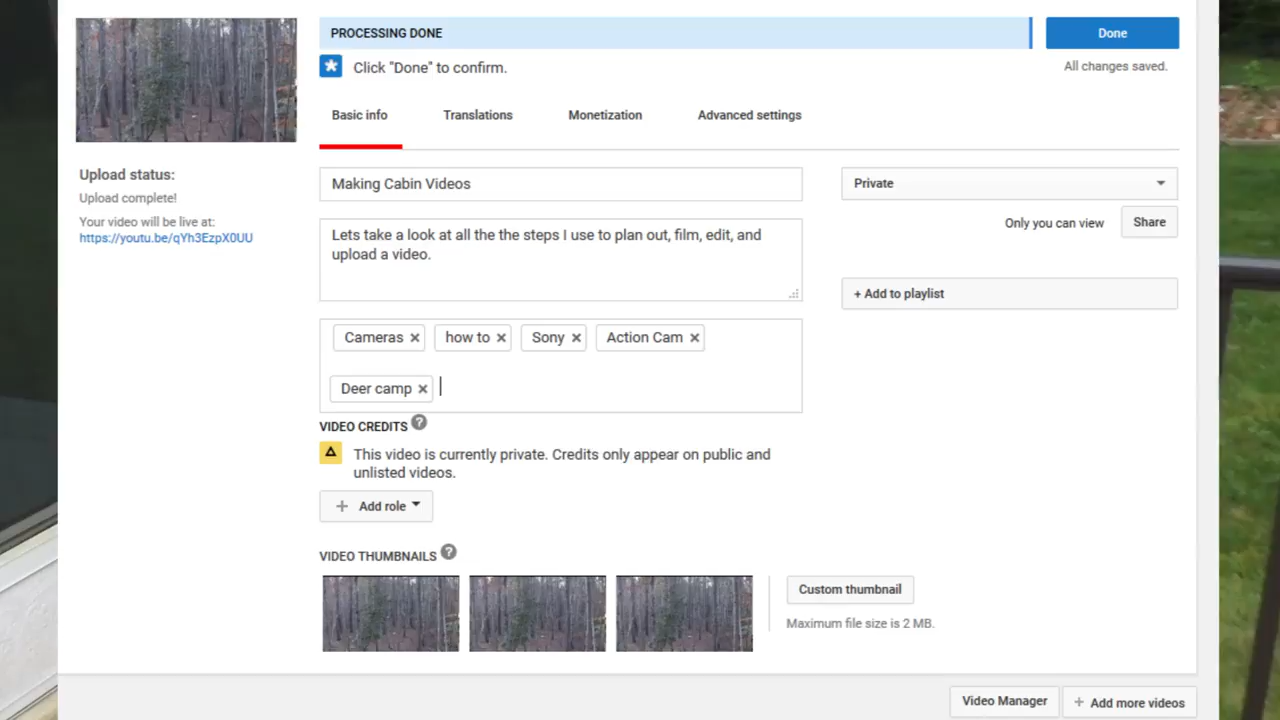 PROCESSING DONE
Done
Click "Done" to confirm.
All changes saved.
Basic info
Translations
Monetization
Advanced settings
Upload status:
Upload complete!
Your video will be live at:
https://youtu.be/qYh3EzpX0UU
Making Cabin Videos
Private
Only you can view
Share
Lets take a look at all the the steps I use to plan out, film, edit, and
upload a video.
+ Add to playlist
Cameras × how to × Sony × Action Cam ×
Deer camp ×
VIDEO CREDITS ?
This video is currently private. Credits only appear on public and
unlisted videos.
+ Add role
VIDEO THUMBNAILS ?
Custom thumbnail
Maximum file size is 2 MB.
Video Manager
+ Add more videos